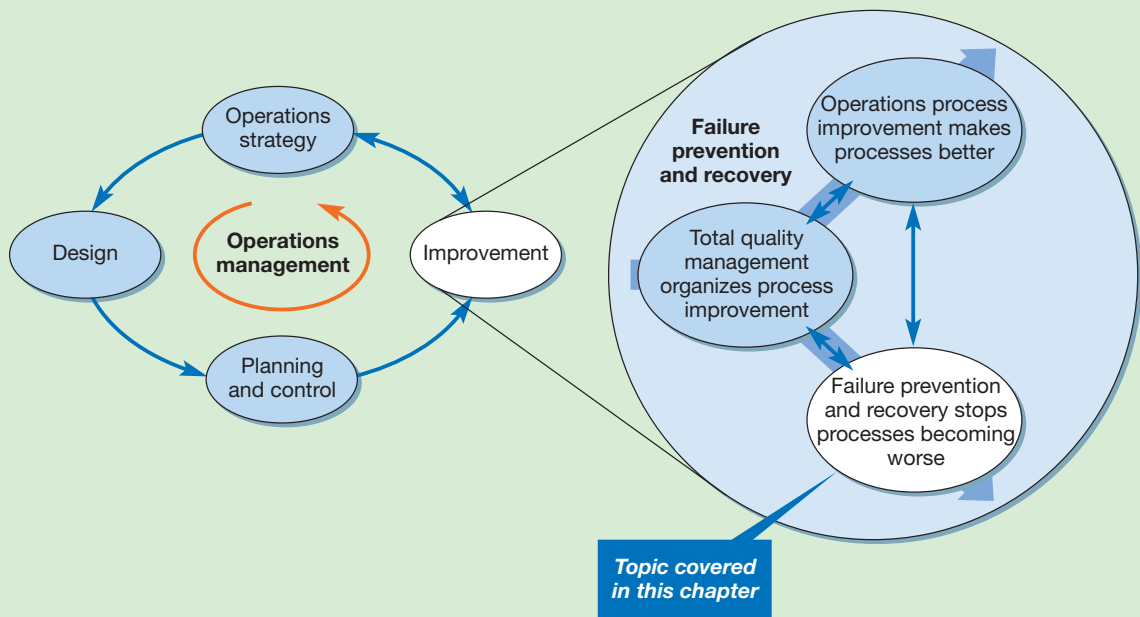 Operations
strategy
Design
Operations
management
Improvement
Planning
and control
Failure
prevention
and recovery
Operations process
improvement makes
processes better
Total quality
management
organizes process
improvement
Failure prevention
and recovery stops
processes becoming
worse
Topic covered
in this chapter